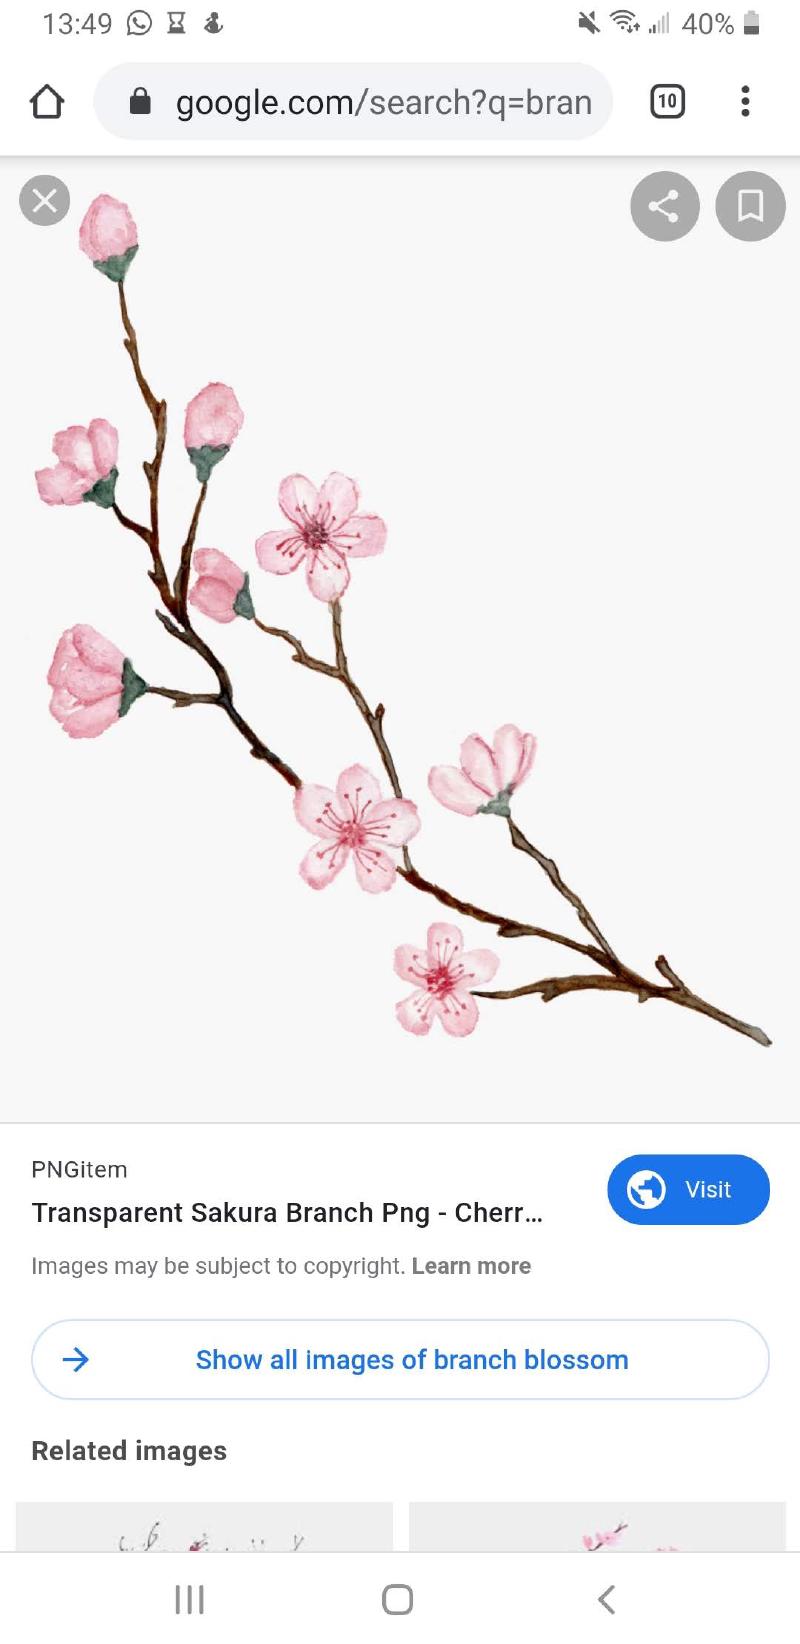 13:49
40%
google.com/search?q=bran
10
PNGitem
Transparent Sakura Branch Png - Cherr...
Visit
Images may be subject to copyright. Learn more
Show all images of branch blossom
Related images